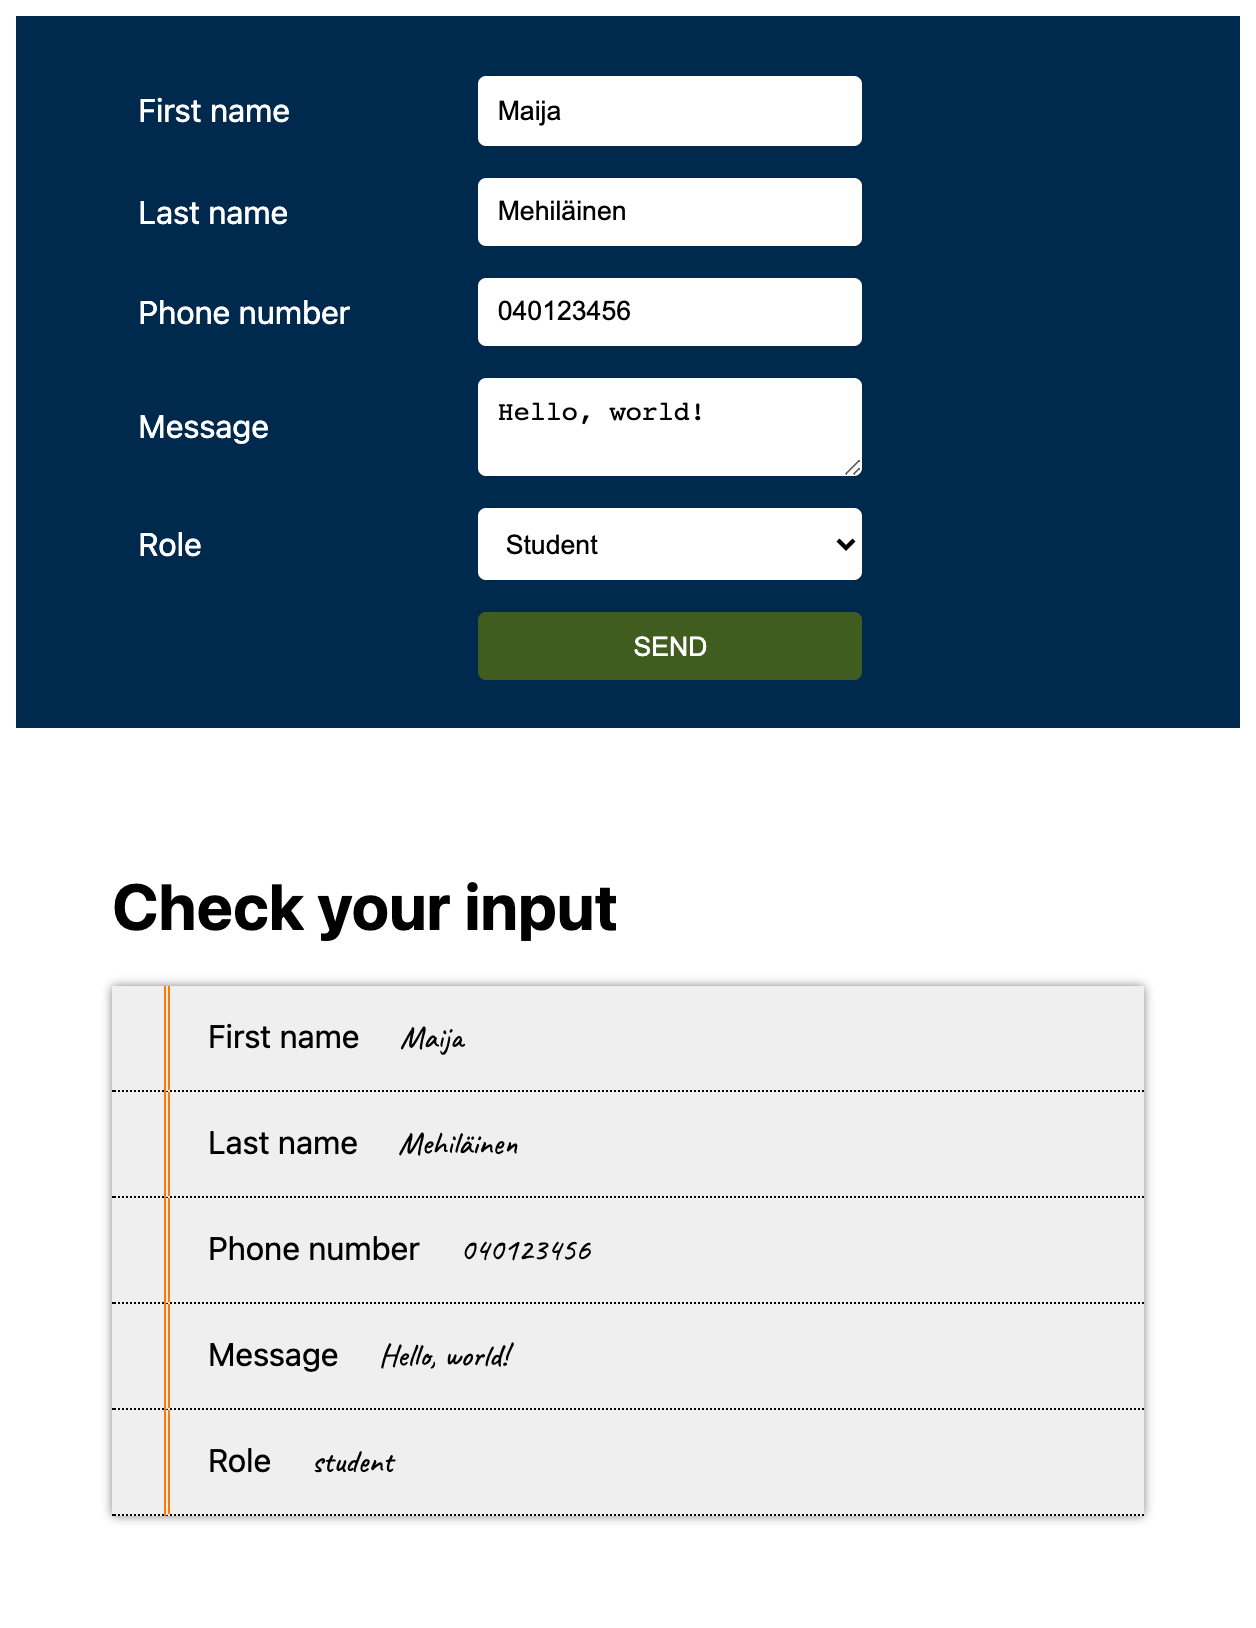 First name Maija
Last name Mehiläinen
Phone number 040123456
Message Hello, world!
Role Student
SEND
Check your input
First name Maija
Last name Mehiläinen
Phone number 040123456
Message Hello, world!
Role student